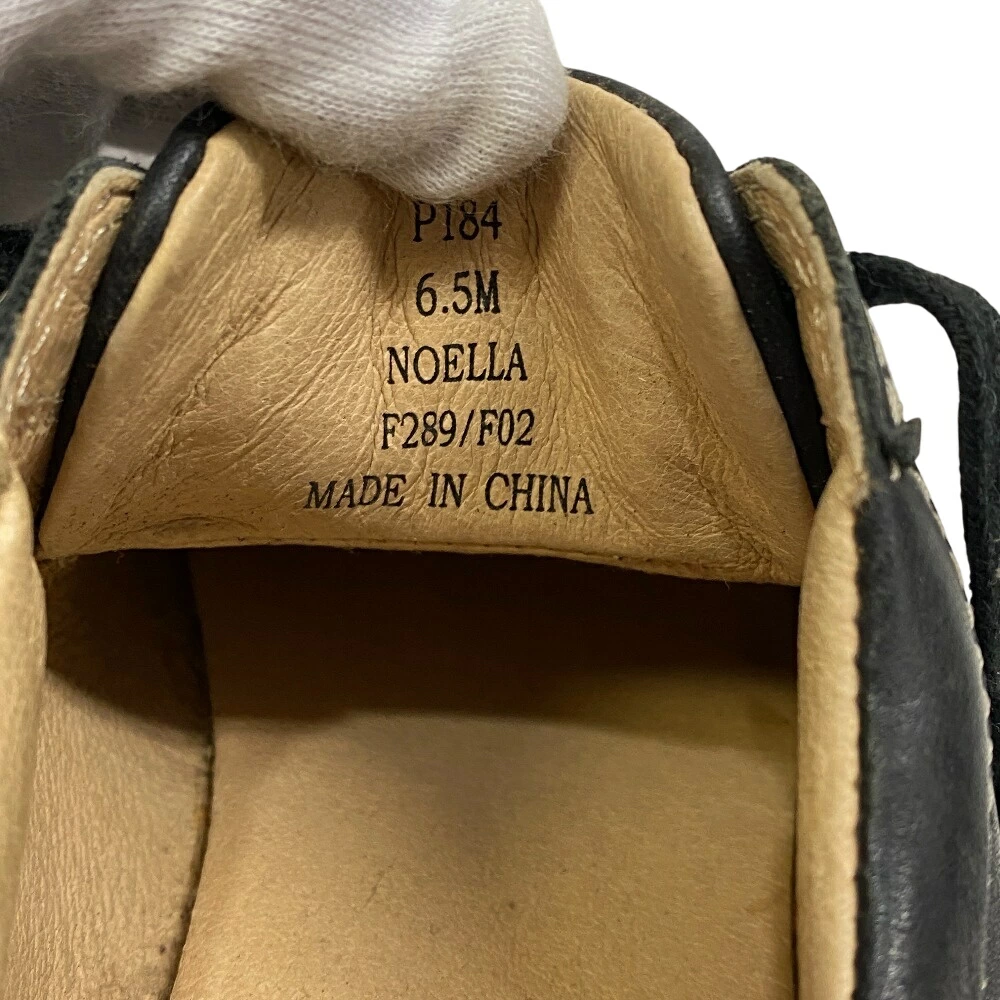 P184
6.5M
NOELLA
F289/F02
MADE IN CHINA